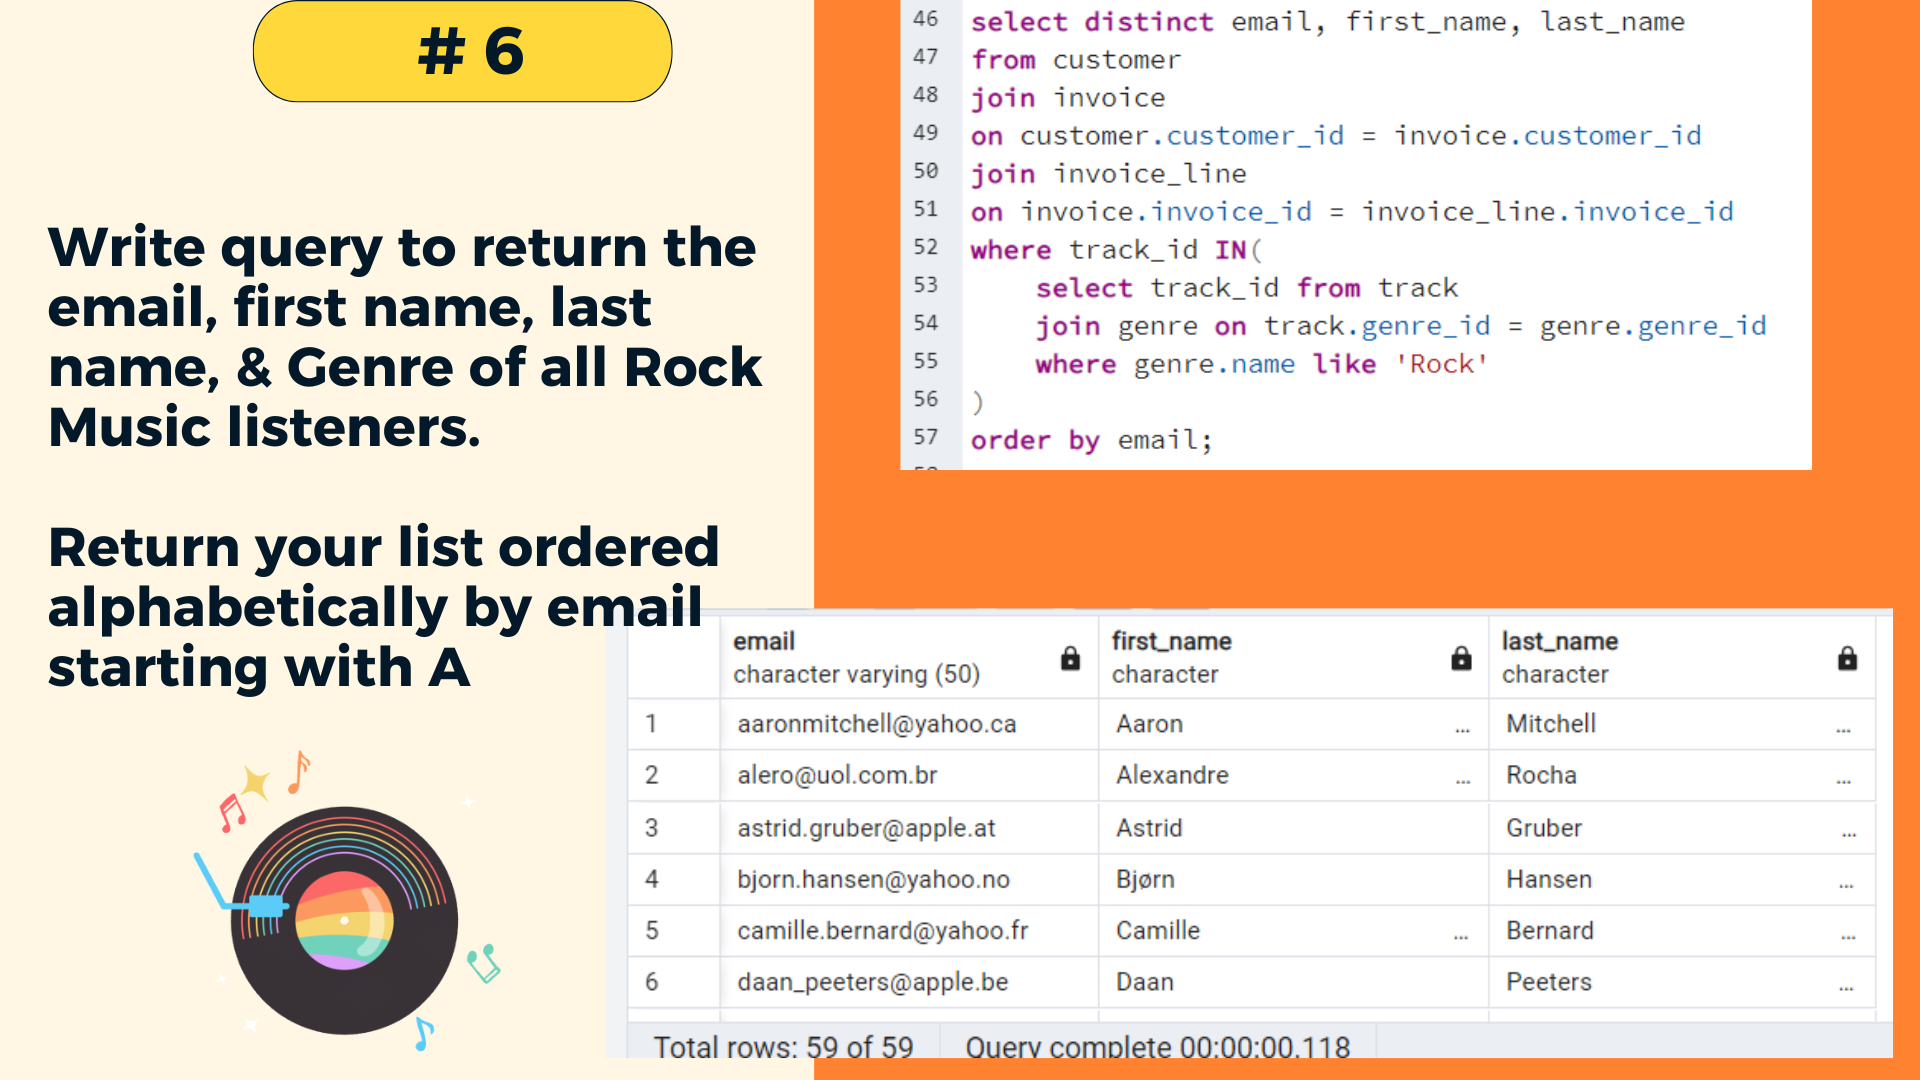 # 6
Write query to return the
email, first name, last
name, & Genre of all Rock
Music listeners.
Return your list ordered
alphabetically by email
starting with A
46 select distinct email, first_name, last_name
47 from customer
48 join invoice
49 on customer.customer_id = invoice.customer_id
50 join invoice_line
51 on invoice.invoice_id = invoice_line.invoice_id
52 where track_id IN(
53 select track_id from track
54 join genre on track.genre_id = genre.genre_id
55 where genre.name like 'Rock'
56 )
57 order by email;
email first_name last_name
character varying (50) character character
1 aaronmitchell@yahoo.ca Aaron ... Mitchell ...
2 alero@uol.com.br Alexandre ... Rocha ...
3 astrid.gruber@apple.at Astrid Gruber ...
4 bjorn.hansen@yahoo.no Bjørn Hansen ...
5 camille.bernard@yahoo.fr Camille ... Bernard ...
6 daan_peeters@apple.be Daan Peeters ...
Total rows: 59 of 59 Query complete 00:00:00.118